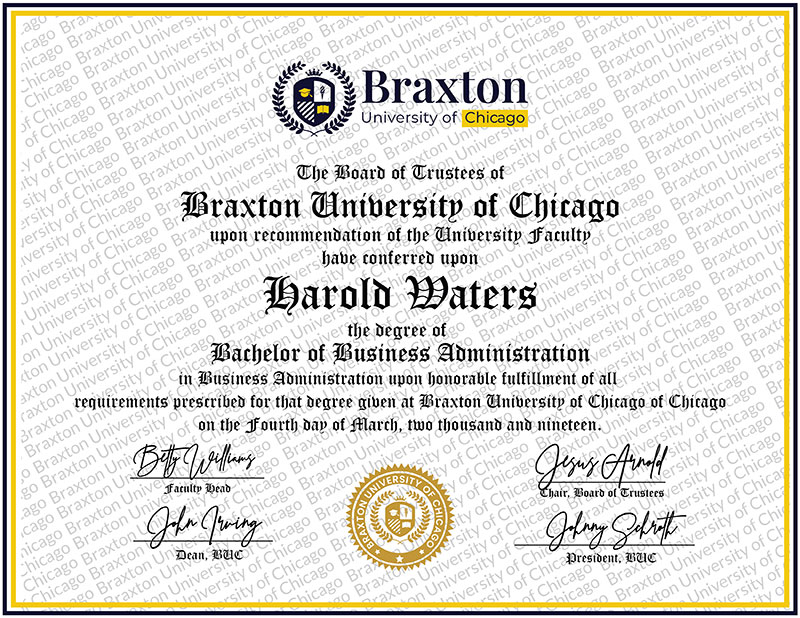 Braxton
University of Chicago
The Board of Trustees of
Braxton University of Chicago
upon recommendation of the University Faculty
have conferred upon
Harold Waters
the degree of
Bachelor of Business Administration
in Business Administration upon honorable fulfillment of all
requirements prescribed for that degree given at Braxton University of Chicago of Chicago
on the Fourth day of March, two thousand and nineteen.
Betty Williams
Faculty Head
Jesus Arnold
Chair, Board of Trustees
BRAXTON UNIVERSITY OF CHICAGO
John Irving
Dean, BUC
Johnny Schroth
President, BUC